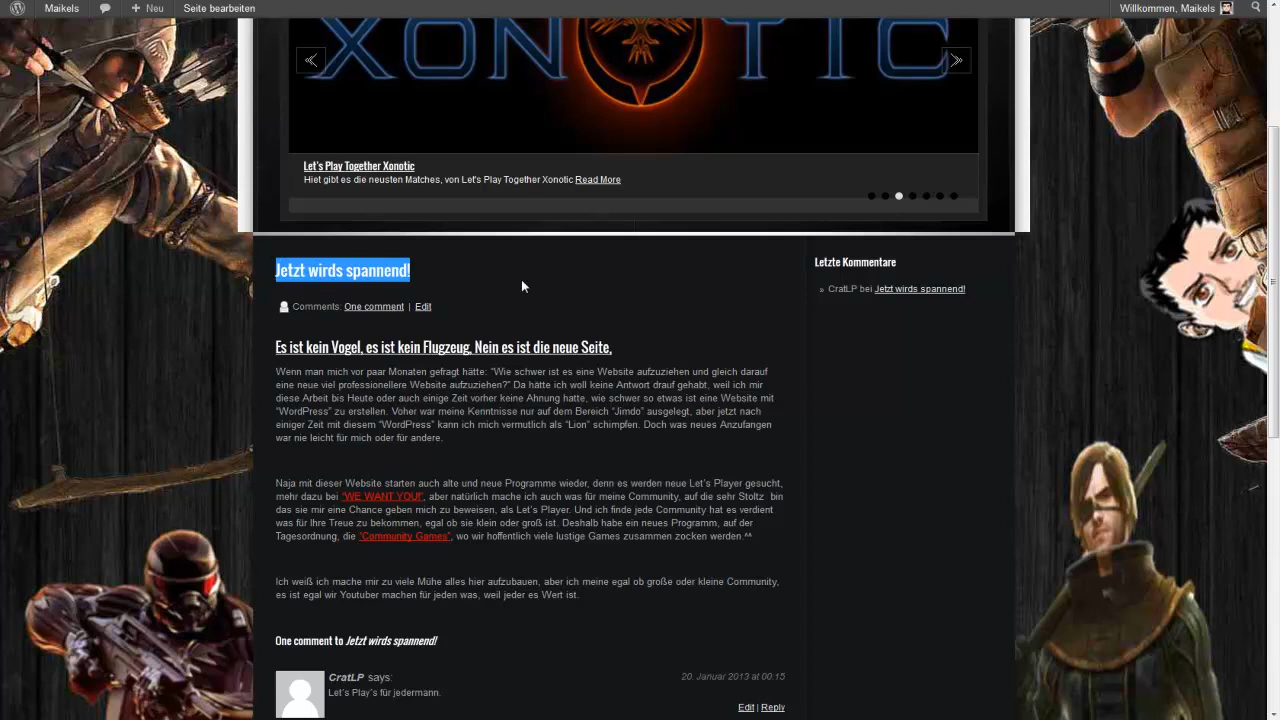 Maikels
Neu
Seite bearbeiten
Willkommen, Maikels
XONOTIC
Let's Play Together Xonotic
Hiet gibt es die neusten Matches, von Let's Play Together Xonotic Read More
Jetzt wirds spannend!
Comments: One comment | Edit
Es ist kein Vogel, es ist kein Flugzeug, Nein es ist die neue Seite,
Wenn man mich vor paar Monaten gefragt hätte: “Wie schwer ist es eine Website aufzuziehen und gleich darauf
eine neue viel professionellere Website aufzuziehen?” Da hätte ich woll keine Antwort drauf gehabt, weil ich mir
diese Arbeit bis Heute oder auch einige Zeit vorher keine Ahnung hatte, wie schwer so etwas ist eine Website mit
“WordPress” zu erstellen. Voher war meine Kenntnisse nur auf dem Bereich “Jimdo” ausgelegt, aber jetzt nach
einiger Zeit mit diesem “WordPress” kann ich mich vermutlich als “Lion” schimpfen. Doch was neues Anzufangen
war nie leicht für mich oder für andere.
Naja mit dieser Website starten auch alte und neue Programme wieder, denn es werden neue Let’s Player gesucht,
mehr dazu bei “WE WANT YOU!”, aber natürlich mache ich auch was für meine Community, auf die sehr Stoltz bin
das sie mir eine Chance geben mich zu beweisen, als Let’s Player. Und ich finde jede Community hat es verdient
was für Ihre Treue zu bekommen, egal ob sie klein oder groß ist. Deshalb habe ein neues Programm, auf der
Tagesordnung, die “Community Games”, wo wir hoffentlich viele lustige Games zusammen zocken werden.^^
Ich weiß ich mache mir zu viele Mühe alles hier aufzubauen, aber ich meine egal ob große oder kleine Community,
es ist egal wir Youtuber machen für jeden was, weil jeder es Wert ist.
One comment to Jetzt wirds spannend!
CratLP says:
20. Januar 2013 at 00:15
Let’s Play’s für jedermann.
Edit | Reply
Letzte Kommentare
» CratLP bei Jetzt wirds spannend!